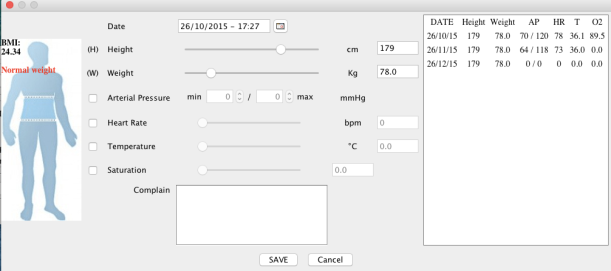 Date 26/10/2015 - 17:27
BMI:
24.34
Normal weight
(H) Height cm 179
(W) Weight Kg 78.0
Arterial Pressure min 0 / 0 max mmHg
Heart Rate bpm 0
Temperature °C 0.0
Saturation 0.0
Complain
SAVE Cancel
DATE Height Weight AP HR T O2
26/10/15 179 78.0 70 / 120 78 36.1 89.5
26/11/15 179 78.0 64 / 118 73 36.0 0.0
26/12/15 179 78.0 0 / 0 0 0.0 0.0